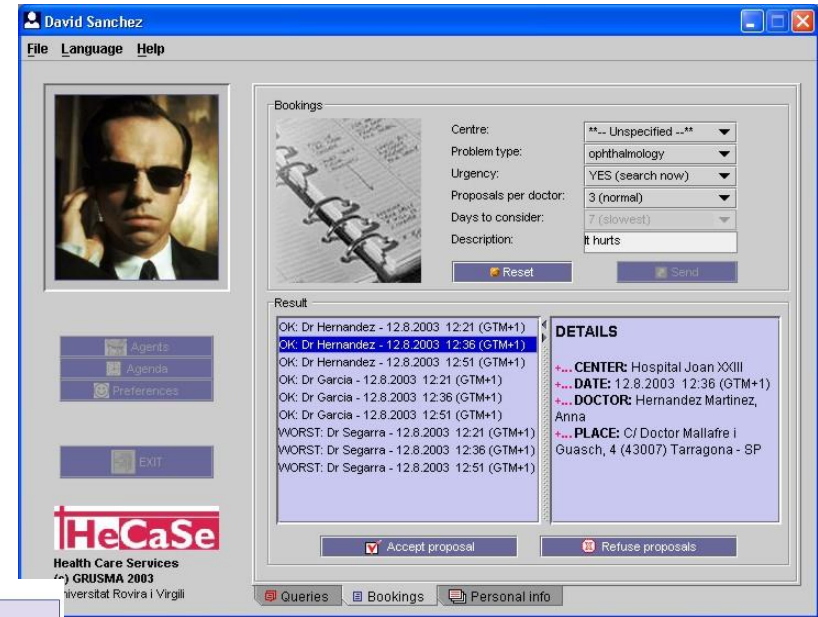 David Sanchez
File Language Help
Bookings
Centre: **-- Unspecified --**
Problem type: ophthalmology
Urgency: YES (search now)
Proposals per doctor: 3 (normal)
Days to consider: 7 (slowest)
Description: It hurts
Reset Send
Result
OK: Dr Hernandez - 12.8.2003 12:21 (GTM+1)
OK: Dr Hernandez - 12.8.2003 12:36 (GTM+1)
OK: Dr Hernandez - 12.8.2003 12:51 (GTM+1)
OK: Dr Garcia - 12.8.2003 12:21 (GTM+1)
OK: Dr Garcia - 12.8.2003 12:36 (GTM+1)
OK: Dr Garcia - 12.8.2003 12:51 (GTM+1)
WORST: Dr Segarra - 12.8.2003 12:21 (GTM+1)
WORST: Dr Segarra - 12.8.2003 12:36 (GTM+1)
WORST: Dr Segarra - 12.8.2003 12:51 (GTM+1)
DETAILS
+... CENTER: Hospital Joan XXIII
+... DATE: 12.8.2003 12:36 (GTM+1)
+... DOCTOR: Hernandez Martinez,
Anna
+... PLACE: C/ Doctor Mallafre i
Guasch, 4 (43007) Tarragona - SP
Accept proposal Refuse proposals
Agents
Agenda
Preferences
EXIT
HeCaSe
Health Care Services
(c) GRUSMA 2003
niversitat Rovira i Virgili
Queries Bookings Personal info